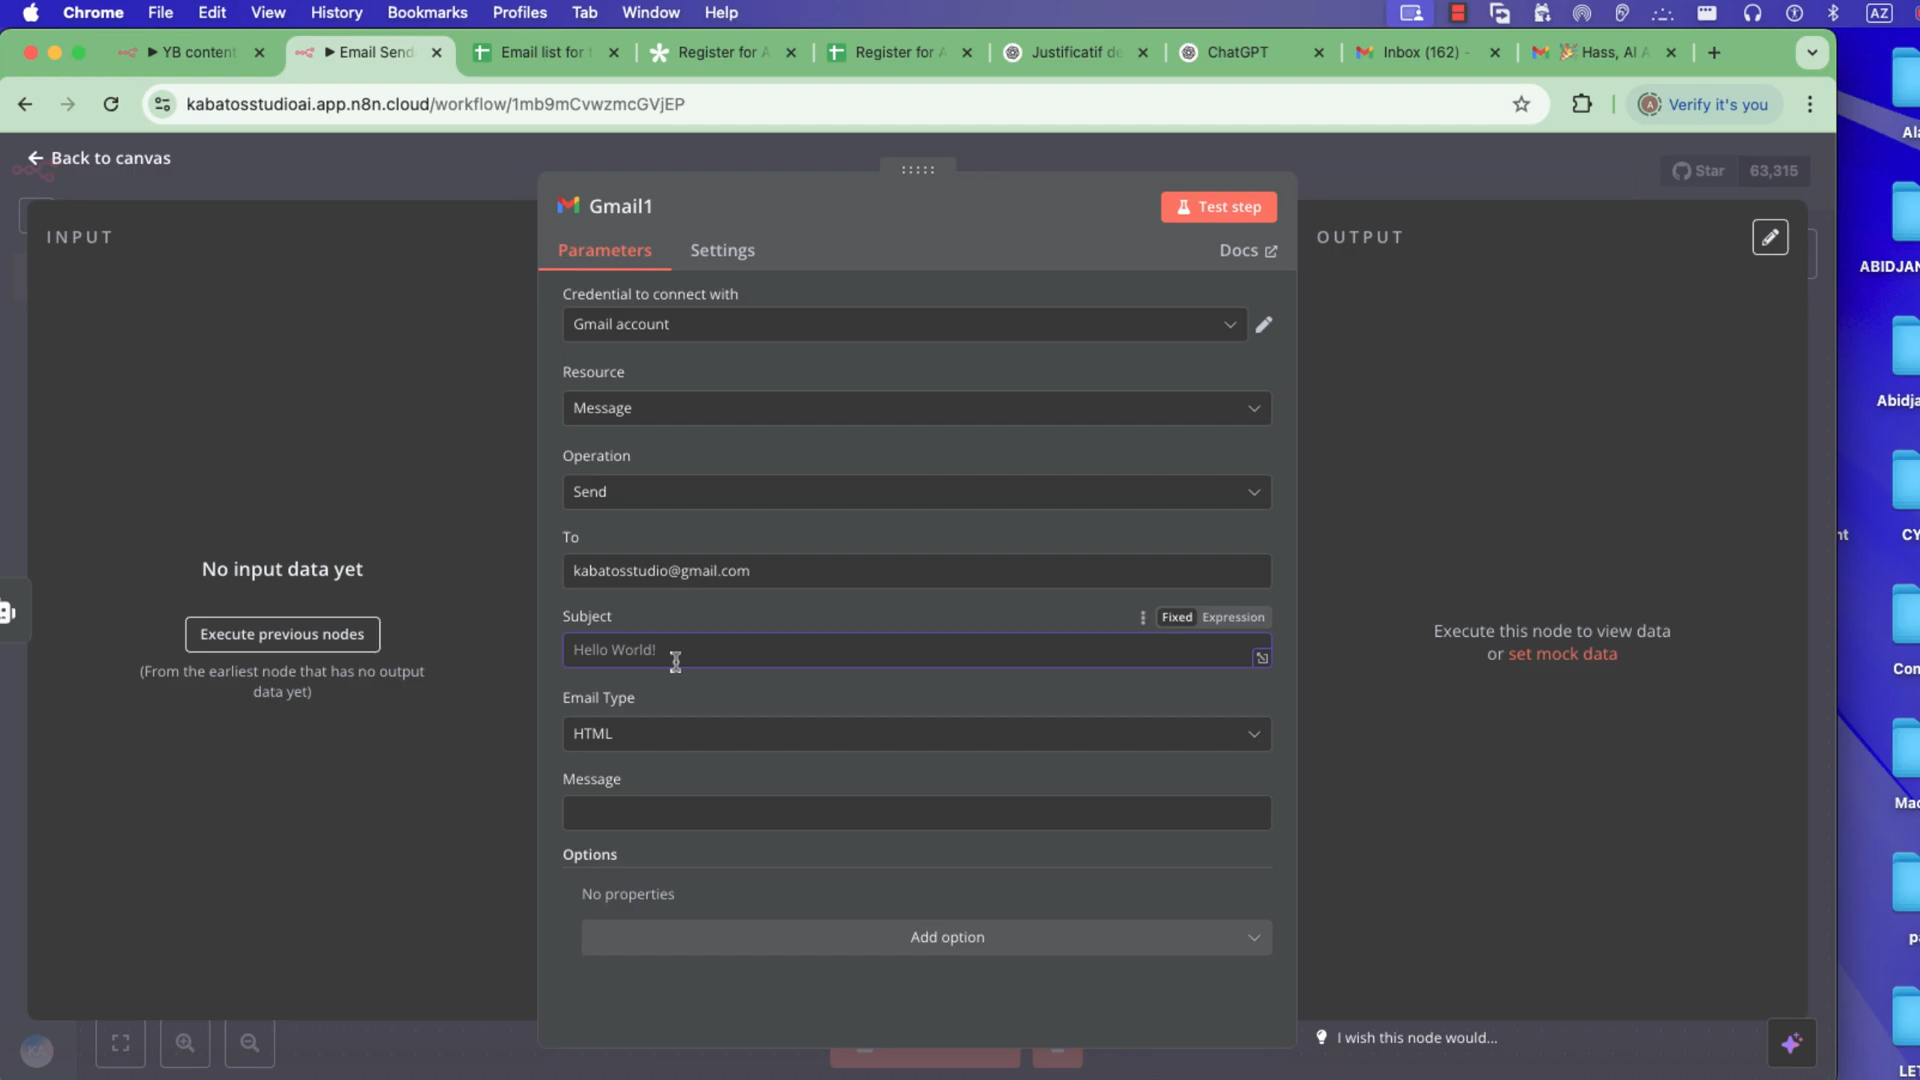 Chrome File Edit View History Bookmarks Profiles Tab Window Help AZ
YB content Email Send Email list for Register for A Register for A Justificatif de ChatGPT Inbox (162) - Hass, AI A
kabatosstudioai.app.n8n.cloud/workflow/1mb9mCvwzmcGVjEP
Verify it's you
Back to canvas
Star 63,315
INPUT
Gmail1
Test step
OUTPUT
Parameters
Settings
Docs
Credential to connect with
Gmail account
Resource
Message
Operation
Send
To
kabatosstudio@gmail.com
Subject
Fixed Expression
Hello World!
Email Type
HTML
Message
Options
No properties
Add option
No input data yet
Execute previous nodes
(From the earliest node that has no output
data yet)
Execute this node to view data
or set mock data
I wish this node would...
KA
ABIDJAN
Abidja
CY
Con
Mac
LET